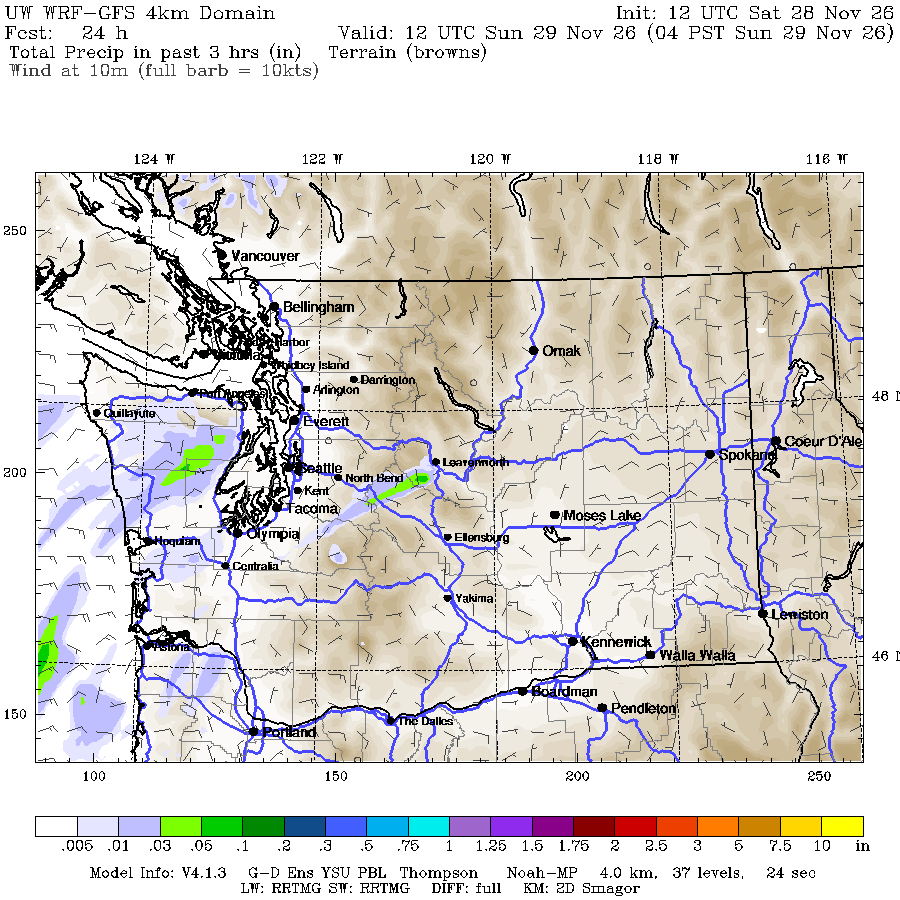 UW WRF-GFS 4km Domain Init: 12 UTC Sat 28 Nov 26
Fcst: 24 h Valid: 12 UTC Sun 29 Nov 26 (04 PST Sun 29 Nov 26)
Total Precip in past 3 hrs (in) Terrain (browns)
Wind at 10m (full barb = 10kts)
124 W 122 W 120 W 118 W 116 W
250
Vancouver
Bellingham
Harbor
Victoria
Whidbey Island
Omak
Darrington
Arlington
Port Angeles
48 N
Quillayute
Everett
Coeur D'Ale
Spokane
Leavenworth
200
Seattle
North Bend
Kent
Tacoma
Moses Lake
Olympia
Ellensburg
Hoquiam
Centralia
Yakima
Lewiston
Kennewick
Astoria
Walla Walla
46 N
Boardman
Pendleton
150
The Dalles
Portland
100 150 200 250
.005 .01 .03 .05 .1 .2 .3 .5 .75 1 1.25 1.5 1.75 2 2.5 3 5 7.5 10 in
Model Info: V4.1.3 G-D Ens YSU PBL Thompson Noah-MP 4.0 km, 37 levels, 24 sec
LW: RRTMG SW: RRTMG DIFF: full KM: 2D Smagor